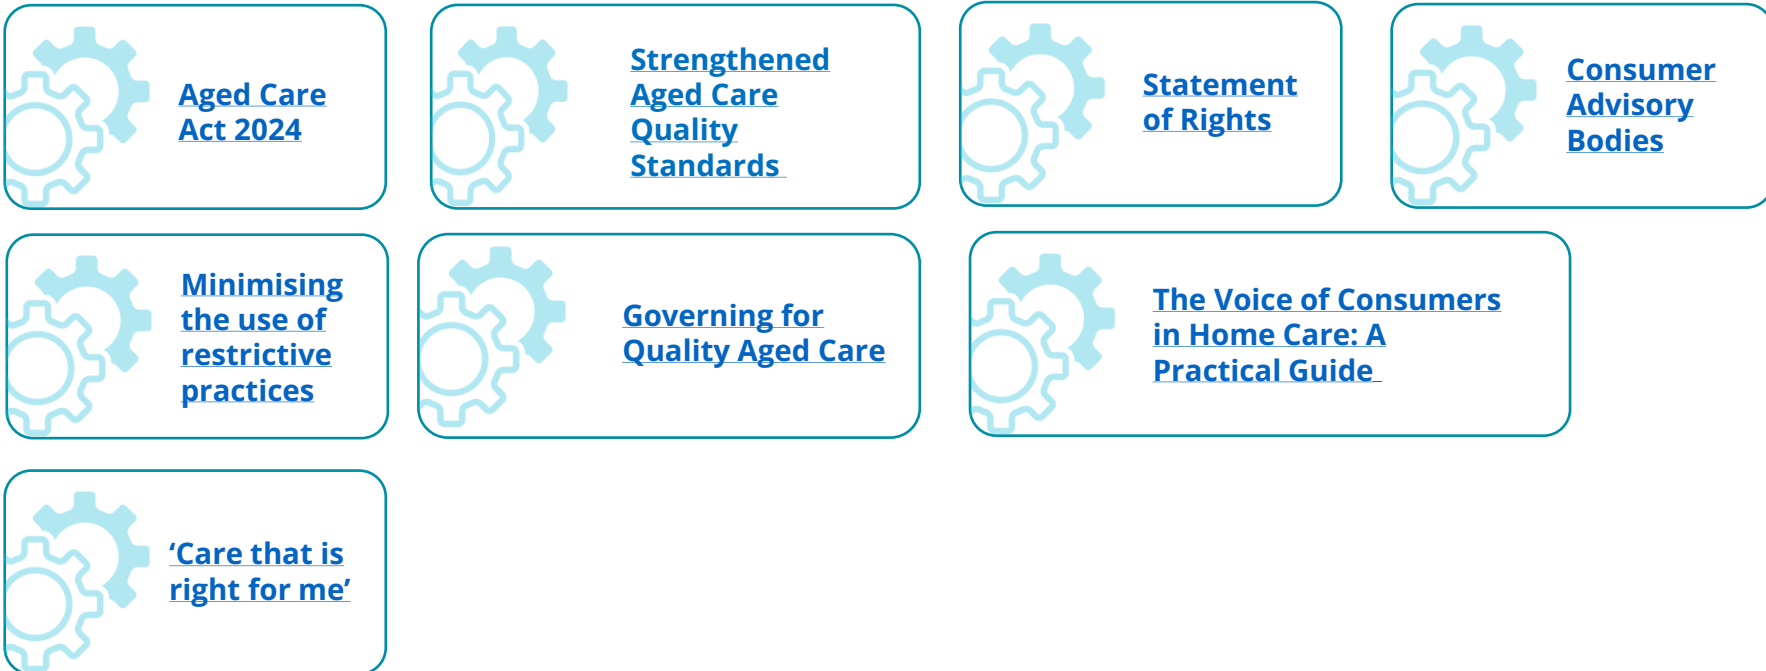 Aged Care
Act 2024
Strengthened
Aged Care
Quality
Standards
Statement
of Rights
Consumer
Advisory
Bodies
Minimising
the use of
restrictive
practices
Governing for
Quality Aged Care
The Voice of Consumers
in Home Care: A
Practical Guide
‘Care that is
right for me’